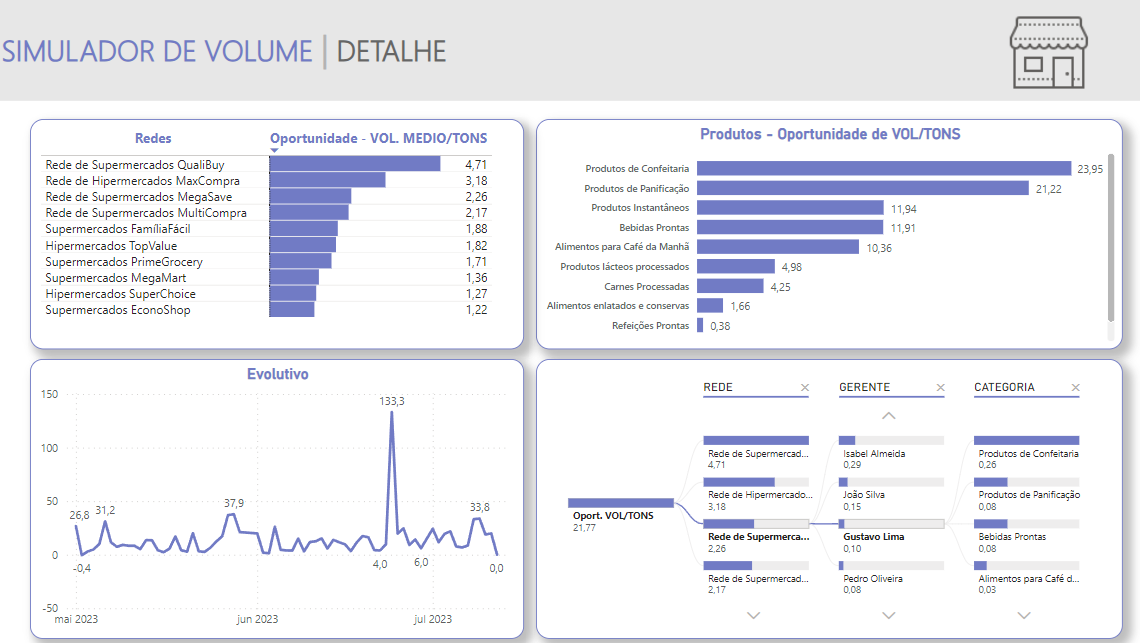 SIMULADOR DE VOLUME | DETALHE
Redes Oportunidade - VOL. MEDIO/TONS
Rede de Supermercados QualiBuy 4,71
Rede de Hipermercados MaxCompra 3,18
Rede de Supermercados MegaSave 2,26
Rede de Supermercados MultiCompra 2,17
Supermercados FamíliaFácil 1,88
Hipermercados TopValue 1,82
Supermercados PrimeGrocery 1,71
Supermercados MegaMart 1,36
Hipermercados SuperChoice 1,27
Supermercados EconoShop 1,22
Produtos - Oportunidade de VOL/TONS
Produtos de Confeitaria 23,95
Produtos de Panificação 21,22
Produtos Instantâneos 11,94
Bebidas Prontas 11,91
Alimentos para Café da Manhã 10,36
Produtos lácteos processados 4,98
Carnes Processadas 4,25
Alimentos enlatados e conservas 1,66
Refeições Prontas 0,38
Evolutivo
150
133,3
100
50
26,8 31,2 37,9 33,8
0
-0,4 4,0 6,0 0,0
-50
mai 2023 jun 2023 jul 2023
REDE GERENTE CATEGORIA
Oport. VOL/TONS
21,77
Rede de Supermercad...
4,71
Rede de Hipermercado...
3,18
Rede de Supermerca...
2,26
Rede de Supermercad...
2,17
Isabel Almeida
0,29
João Silva
0,15
Gustavo Lima
0,10
Pedro Oliveira
0,08
Produtos de Confeitaria
0,26
Produtos de Panificação
0,08
Bebidas Prontas
0,08
Alimentos para Café d...
0,03